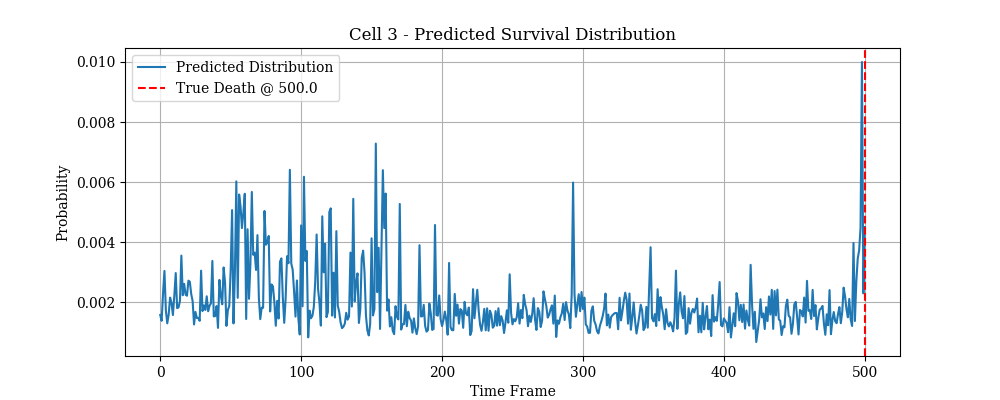 Cell 3 - Predicted Survival Distribution
Predicted Distribution
True Death @ 500.0
0.010
0.008
0.006
0.004
0.002
Probability
0 100 200 300 400 500
Time Frame